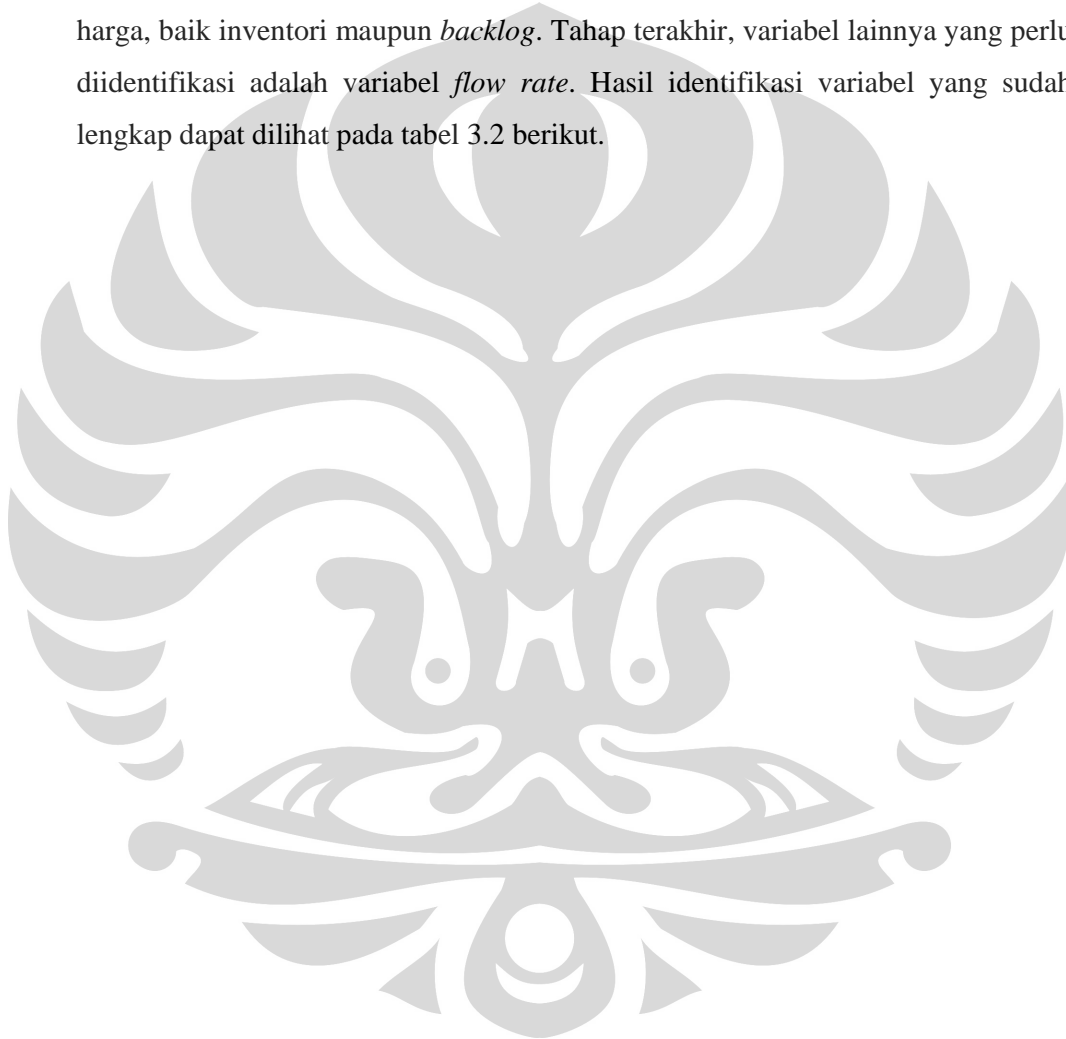 harga, baik inventori maupun backlog. Tahap terakhir, variabel lainnya yang perlu
diidentifikasi adalah variabel flow rate. Hasil identifikasi variabel yang sudah
lengkap dapat dilihat pada tabel 3.2 berikut.